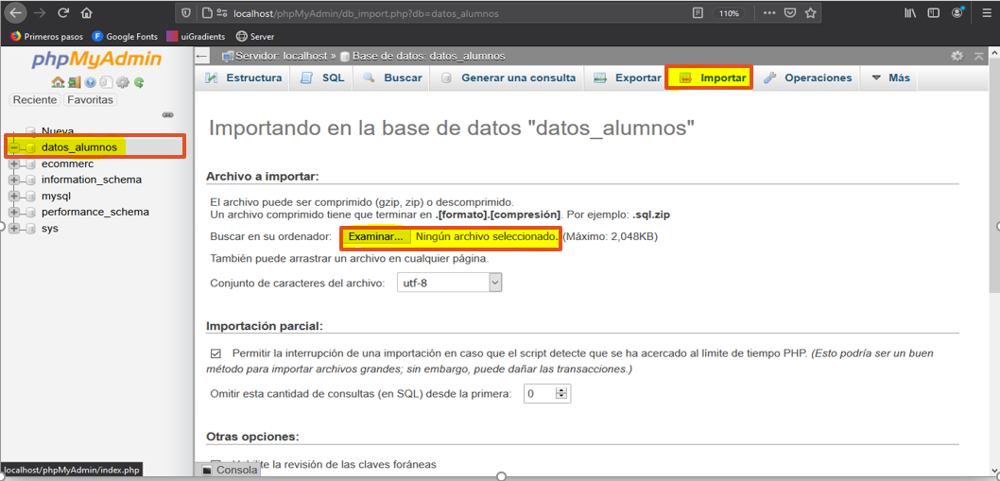 localhost/phpMyAdmin/db_import.php?db=datos_alumnos
110%
Primeros pasos
Google Fonts
uiGradients
Server
phpMyAdmin
Reciente
Favoritas
Nueva
datos_alumnos
ecommerc
information_schema
mysql
performance_schema
sys
Servidor: localhost » Base de datos: datos_alumnos
Estructura
SQL
Buscar
Generar una consulta
Exportar
Importar
Operaciones
Más
Importando en la base de datos "datos_alumnos"
Archivo a importar:
El archivo puede ser comprimido (gzip, zip) o descomprimido.
Un archivo comprimido tiene que terminar en .[formato].[compresión]. Por ejemplo: .sql.zip
Buscar en su ordenador: Examinar... Ningún archivo seleccionado. (Máximo: 2,048KB)
También puede arrastrar un archivo en cualquier página.
Conjunto de caracteres del archivo: utf-8
Importación parcial:
Permitir la interrupción de una importación en caso que el script detecte que se ha acercado al límite de tiempo PHP. (Esto podría ser un buen
método para importar archivos grandes; sin embargo, puede dañar las transacciones.)
Omitir esta cantidad de consultas (en SQL) desde la primera: 0
Otras opciones:
la revisión de las claves foráneas
Consola
localhost/phpMyAdmin/index.php